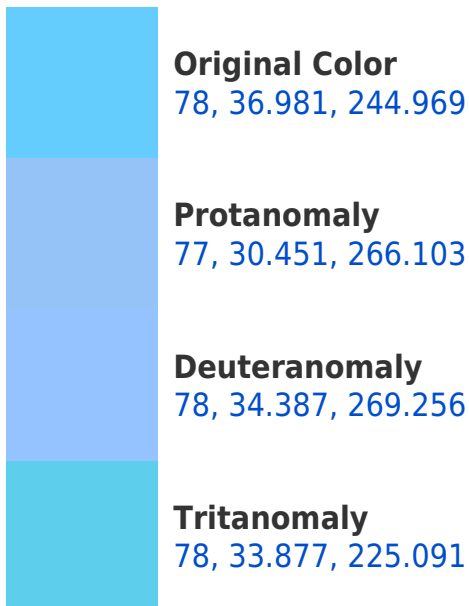 Original Color
78, 36.981, 244.969
Protanomaly
77, 30.451, 266.103
Deuteranomaly
78, 34.387, 269.256
Tritanomaly
78, 33.877, 225.091